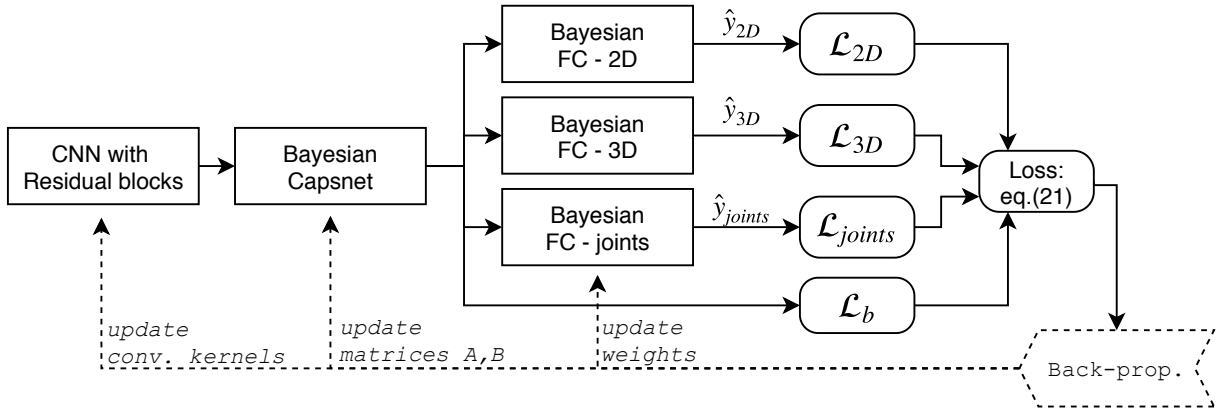 CNN with
Residual blocks
Bayesian
Capsnet
Bayesian
FC - 2D
ŷ2D
ℒ2D
Bayesian
FC - 3D
ŷ3D
ℒ3D
Bayesian
FC - joints
ŷjoints
ℒjoints
ℒb
Loss:
eq.(21)
update
conv. kernels
update
matrices A,B
update
weights
Back-prop.